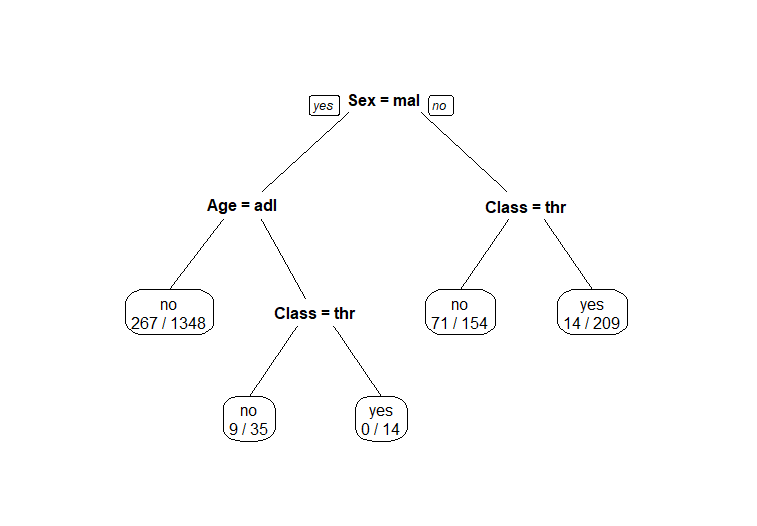 yes Sex = mal no
Age = adl
Class = thr
no
267 / 1348
Class = thr
no
71 / 154
yes
14 / 209
no
9 / 35
yes
0 / 14